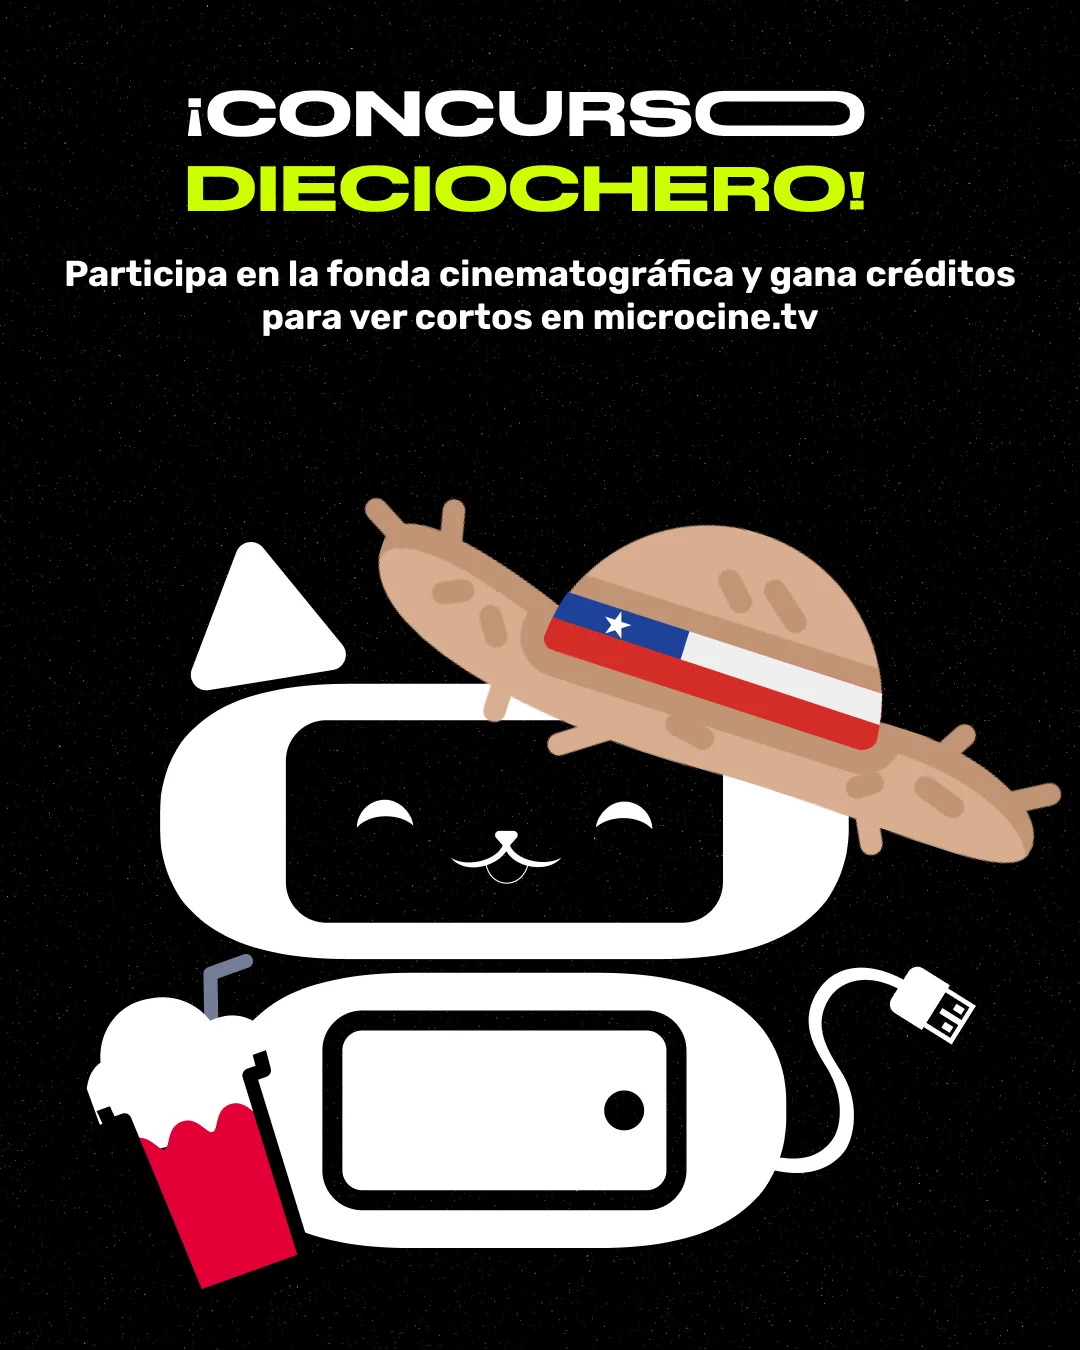 ¡CONCURSO
DIECIOCHERO!
Participa en la fonda cinematográfica y gana créditos
para ver cortos en microcine.tv